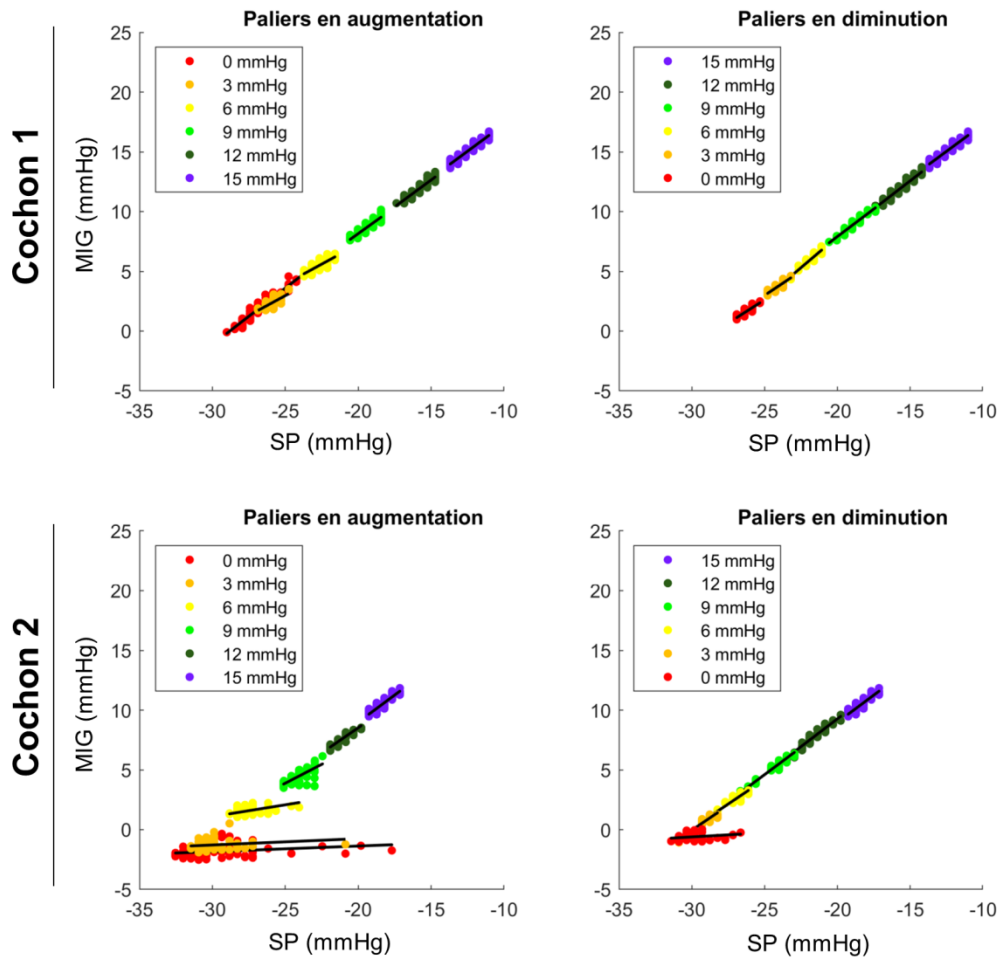 Cochon 1
Paliers en augmentation
25
20
15
10
5
0
-5
MIG (mmHg)
0 mmHg
3 mmHg
6 mmHg
9 mmHg
12 mmHg
15 mmHg
-35 -30 -25 -20 -15 -10
SP (mmHg)
Paliers en diminution
25
20
15
10
5
0
-5
15 mmHg
12 mmHg
9 mmHg
6 mmHg
3 mmHg
0 mmHg
-35 -30 -25 -20 -15 -10
SP (mmHg)
Cochon 2
Paliers en augmentation
25
20
15
10
5
0
-5
MIG (mmHg)
0 mmHg
3 mmHg
6 mmHg
9 mmHg
12 mmHg
15 mmHg
-35 -30 -25 -20 -15 -10
SP (mmHg)
Paliers en diminution
25
20
15
10
5
0
-5
15 mmHg
12 mmHg
9 mmHg
6 mmHg
3 mmHg
0 mmHg
-35 -30 -25 -20 -15 -10
SP (mmHg)